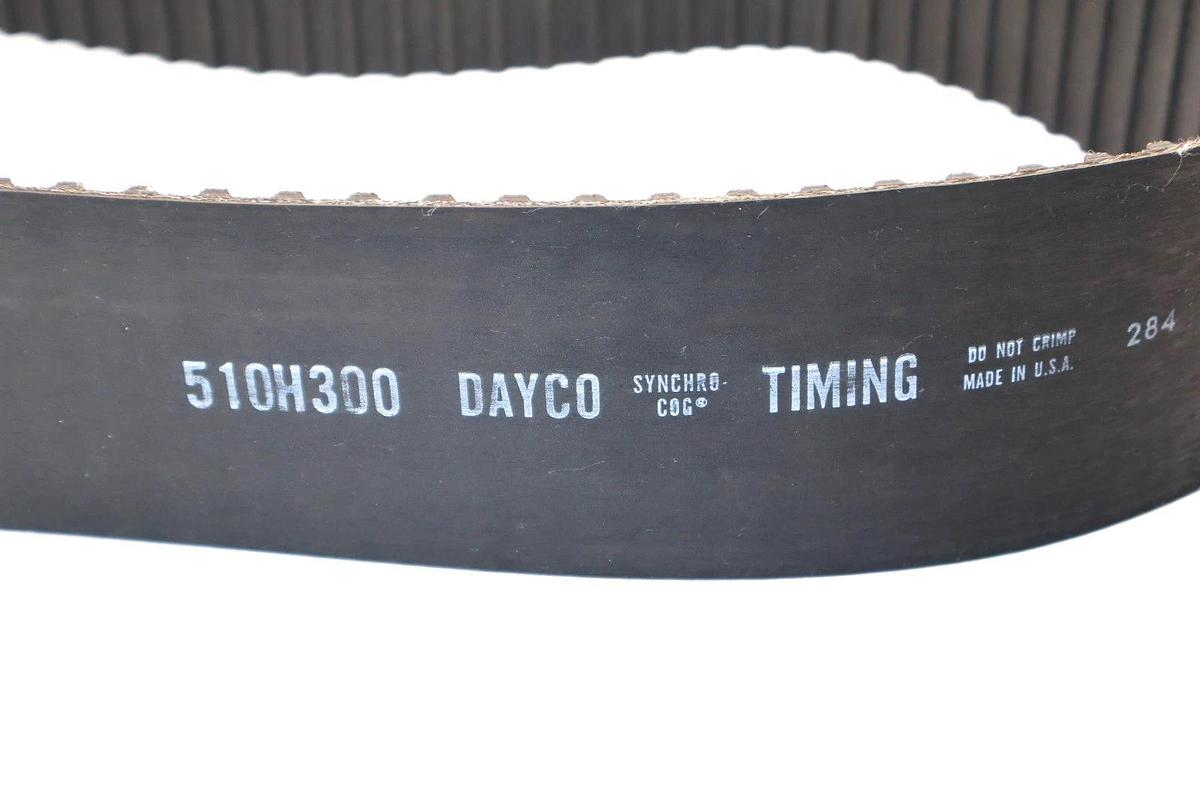 510H300 DAYCO SYNCHRO-COG® TIMING DO NOT CRIMP MADE IN U.S.A. 284